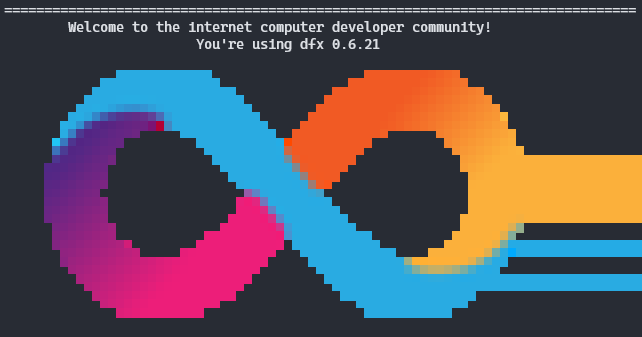 Welcome to the internet computer developer community!
You're using dfx 0.6.21